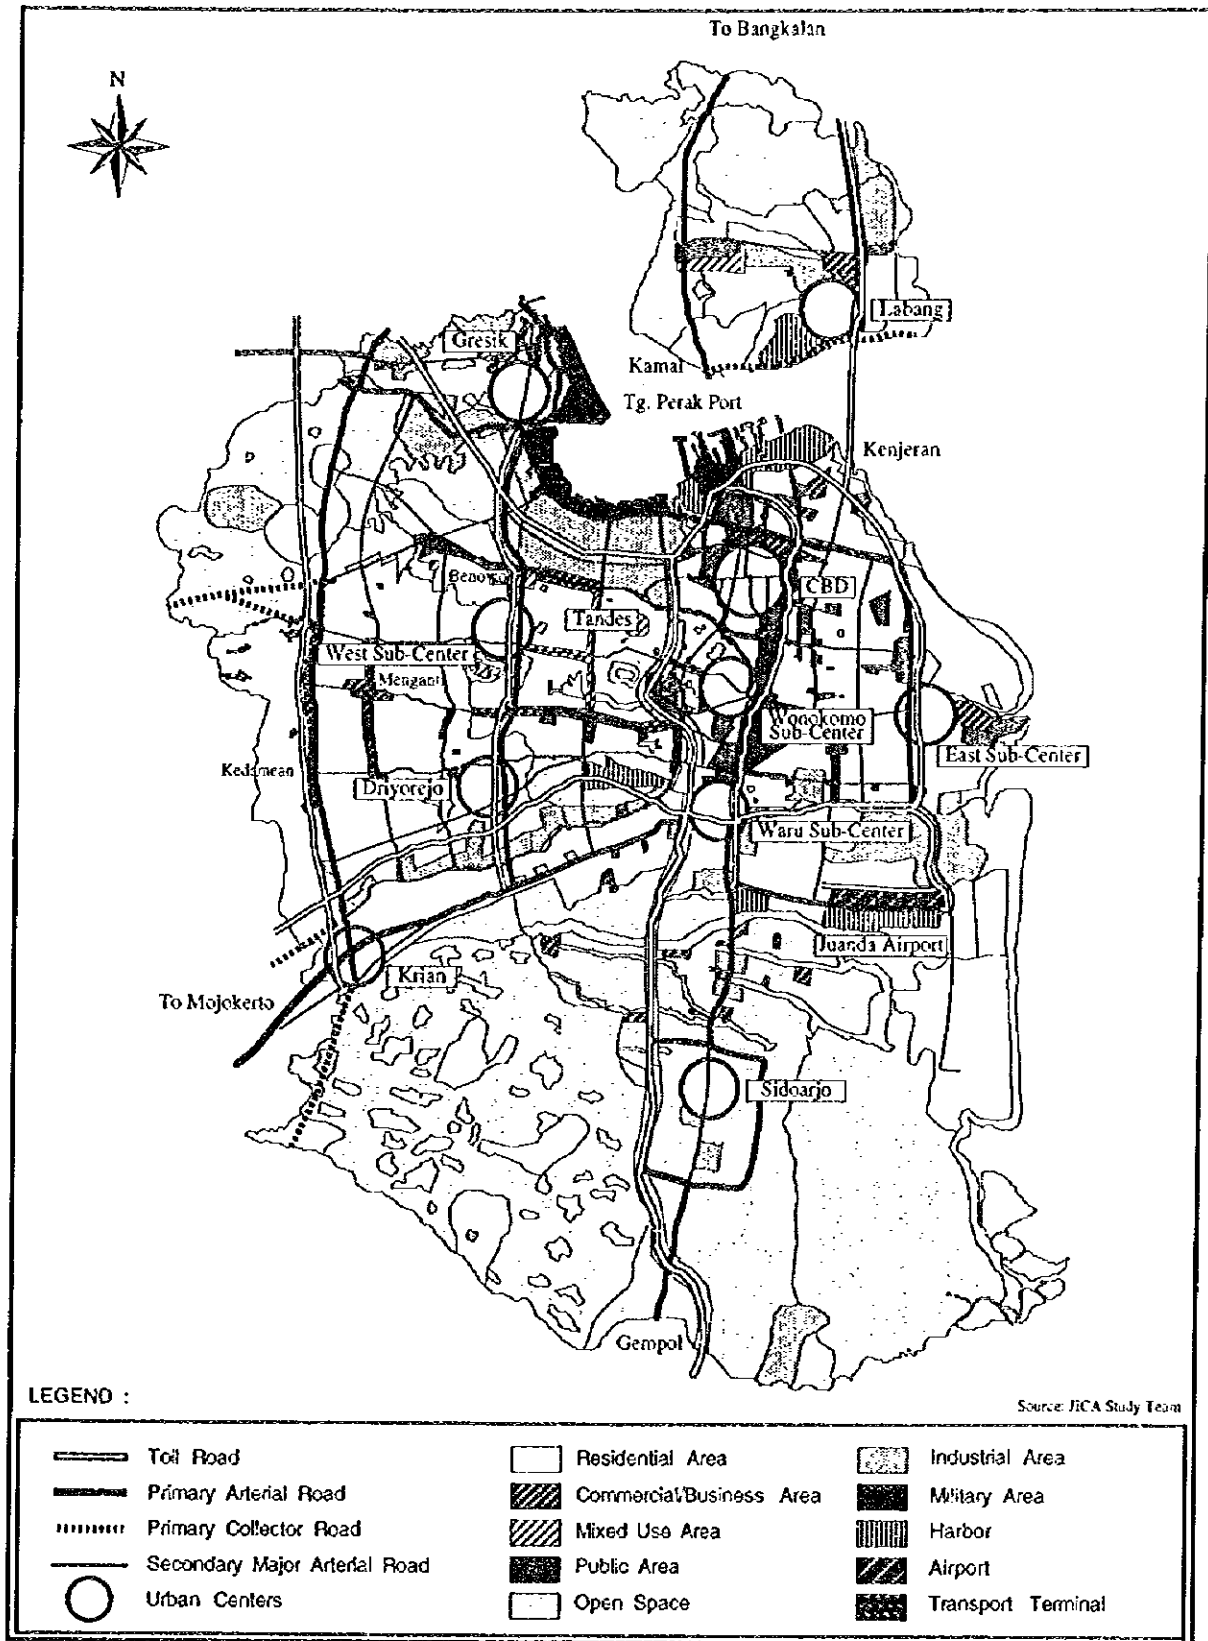 To Bangkalan
N
Labang
Gresik
Kamal
Tg. Perak Port
Kenjeran
Benowo
CBD
Tandes
West Sub-Center
Menganti
Wonokomo
Sub-Center
East Sub-Center
Kedamean
Driyorejo
Waru Sub-Center
Juanda Airport
Krian
To Mojokerto
Sidoarjo
Gempol
LEGEND :
Source: JICA Study Team
Toll Road
Primary Arterial Road
Primary Collector Road
Secondary Major Arterial Road
Urban Centers
Residential Area
Commercial/Business Area
Mixed Use Area
Public Area
Open Space
Industrial Area
Military Area
Harbor
Airport
Transport Terminal